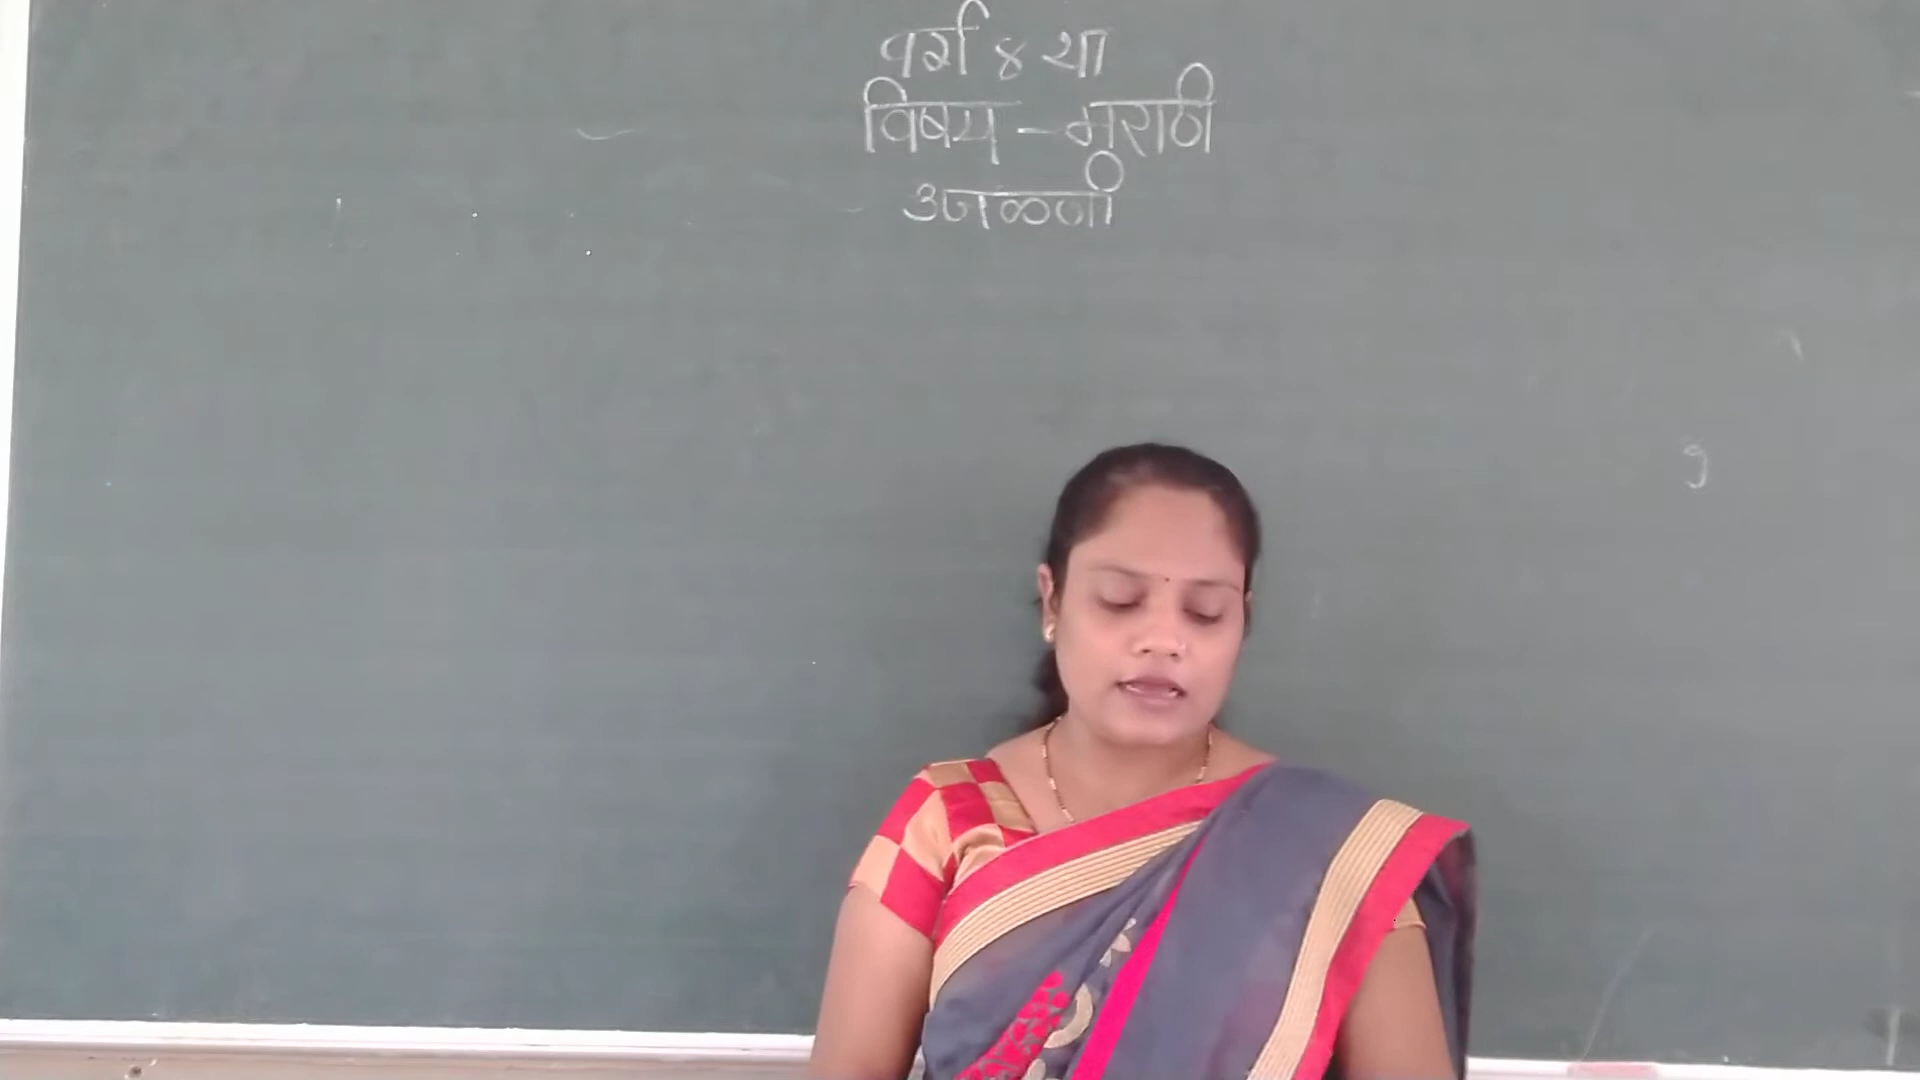 वर्ग ४ था
विषय - मराठी
उजळणी